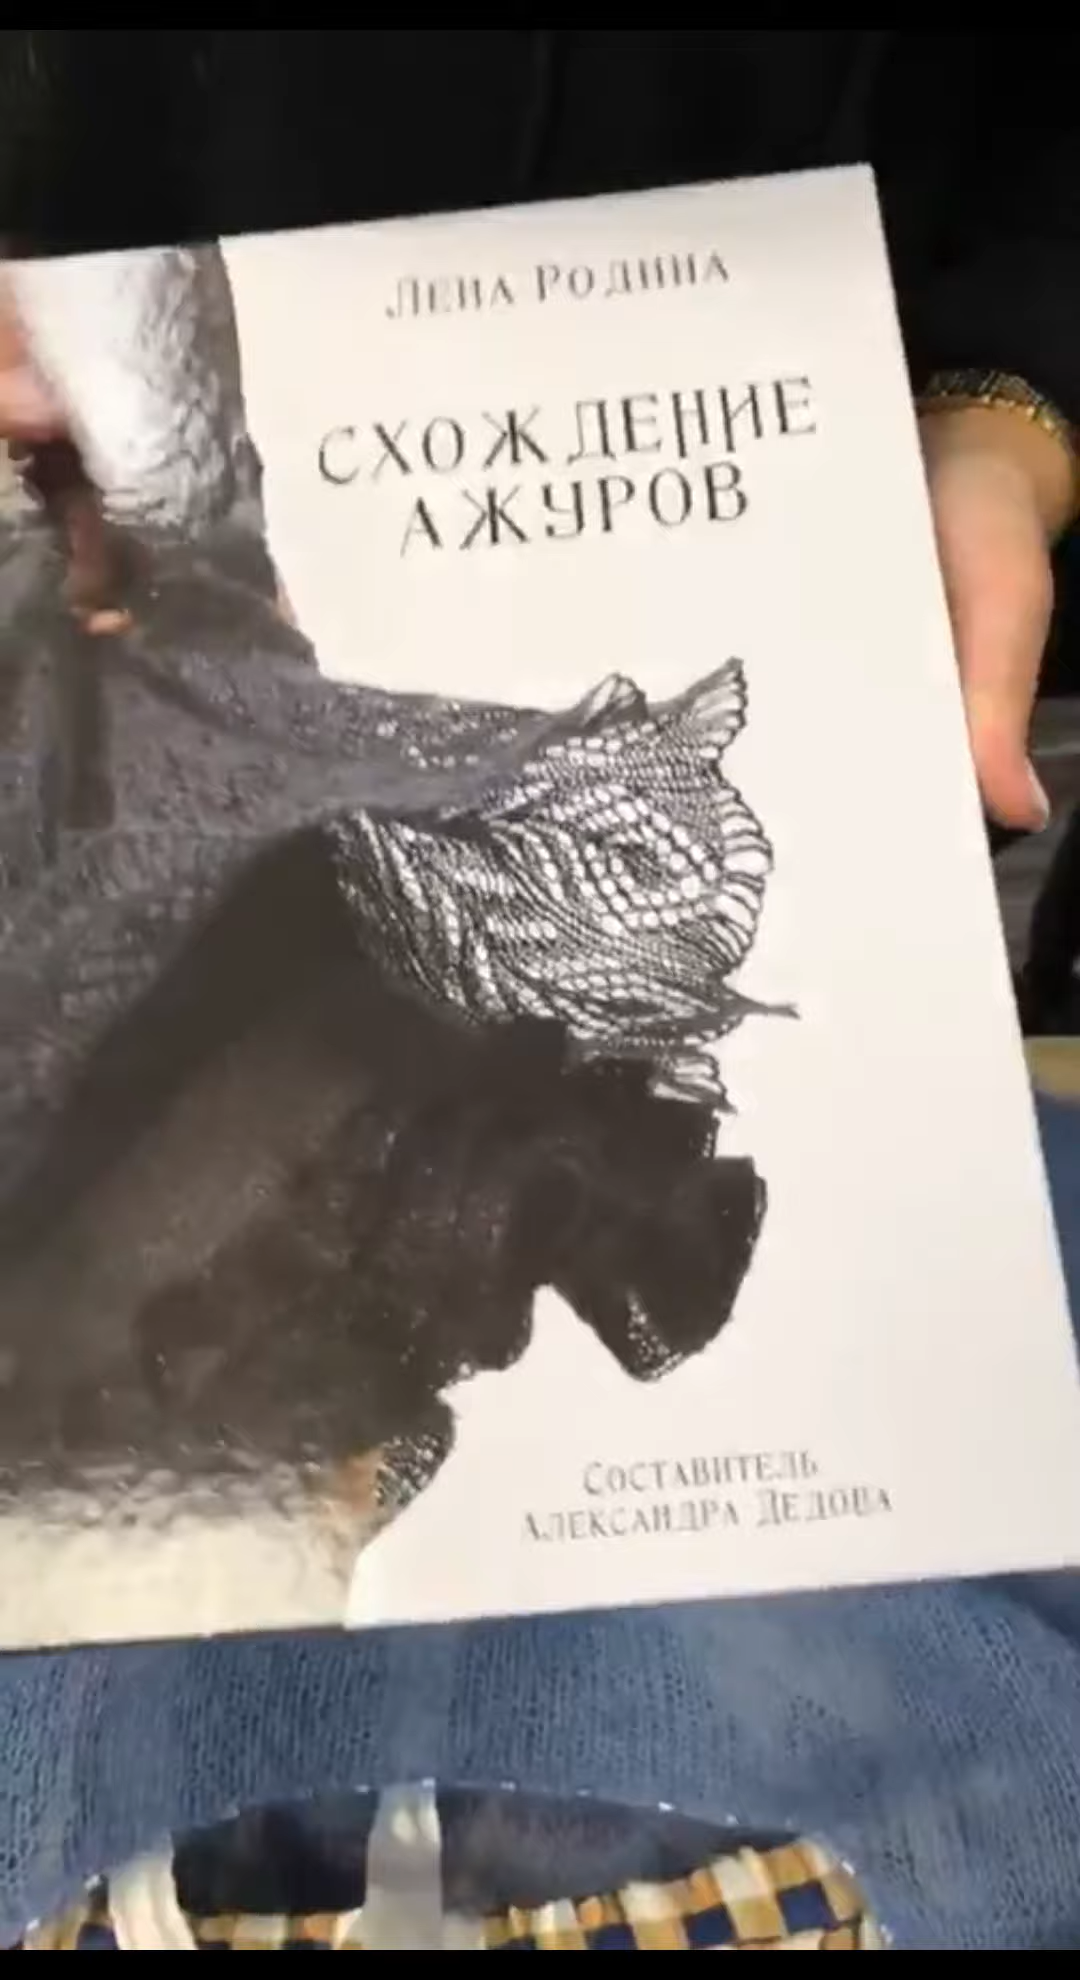 Лена Родина
СХОЖДЕНИЕ
АЖУРОВ
Составитель
Александра Дедова